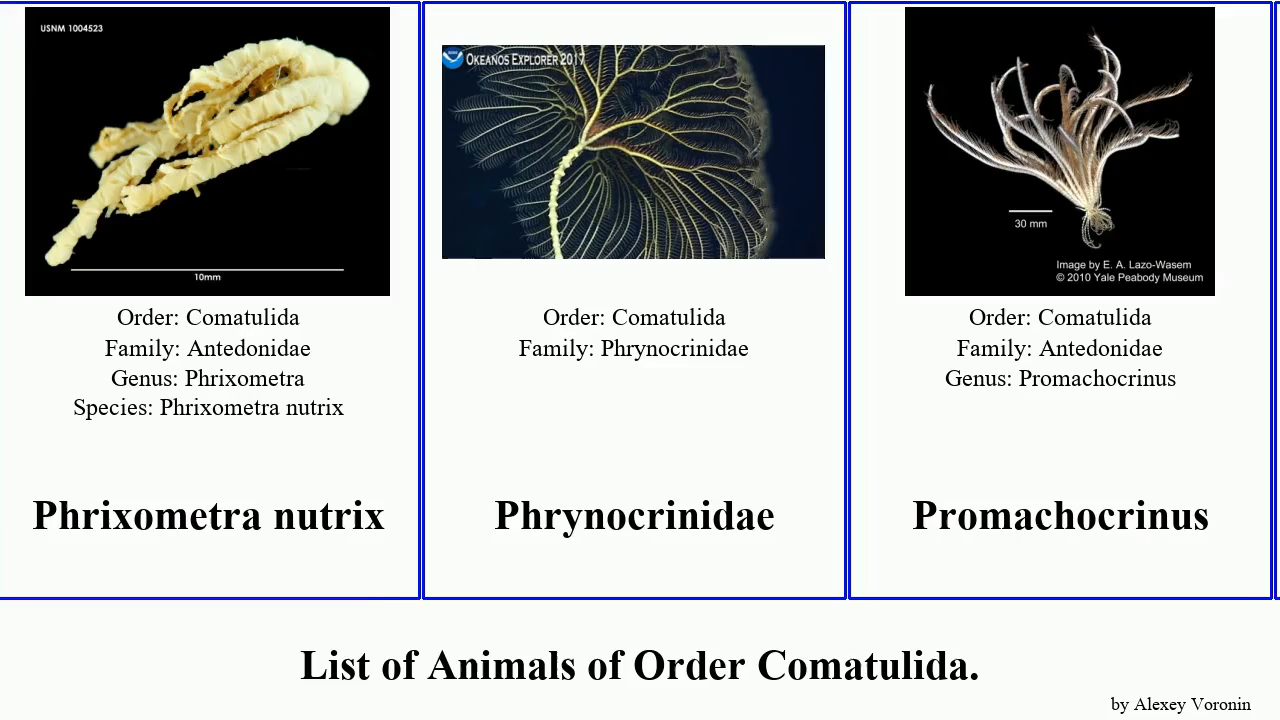 USNM 1004523
10mm
Order: Comatulida
Family: Antedonidae
Genus: Phrixometra
Species: Phrixometra nutrix
Phrixometra nutrix
OKEANOS EXPLORER 2017
Order: Comatulida
Family: Phrynocrinidae
Phrynocrinidae
30 mm
Image by E. A. Lazo-Wasem
© 2010 Yale Peabody Museum
Order: Comatulida
Family: Antedonidae
Genus: Promachocrinus
Promachocrinus
List of Animals of Order Comatulida.
by Alexey Voronin